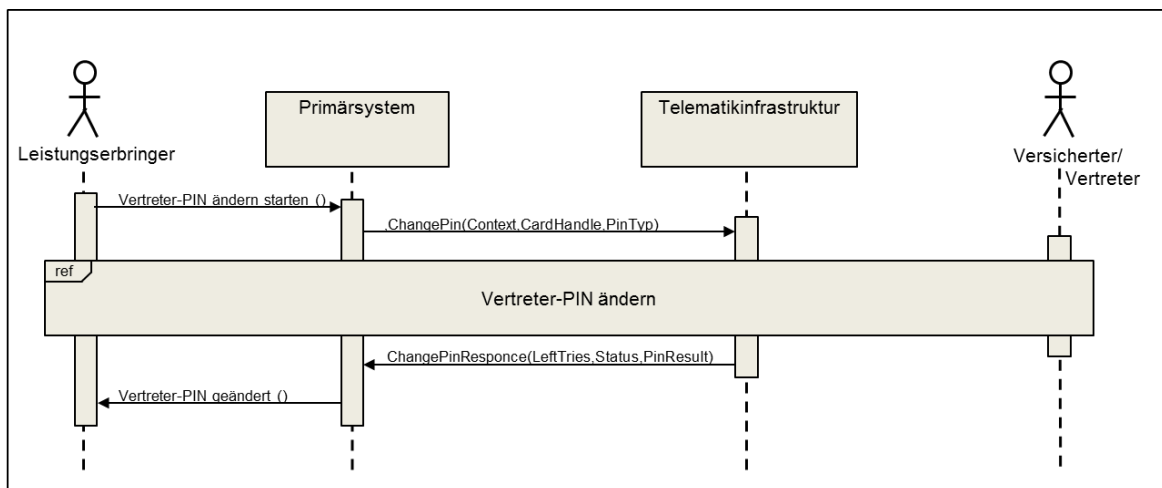 Primärsystem
Telematikinfrastruktur
Leistungserbringer
Versicherter/
Vertreter
Vertreter-PIN ändern starten ()
.ChangePin(Context,CardHandle,PinTyp)
ref
Vertreter-PIN ändern
ChangePinResponce(LeftTries,Status,PinResult)
Vertreter-PIN geändert ()